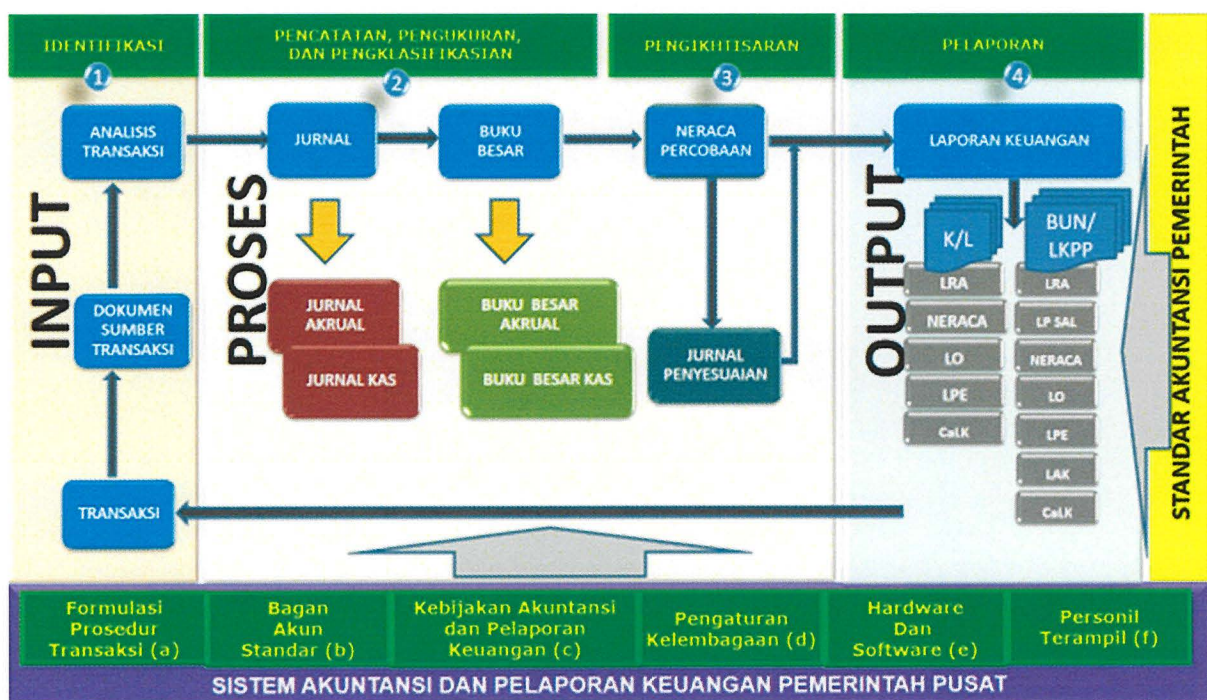 IDENTIFIKASI
PENCATATAN, PENGUKURAN,
DAN PENGKLASIFIKASIAN
PENGIKHTISARAN
PELAPORAN
1
2
3
4
INPUT
ANALISIS
TRANSAKSI
DOKUMEN
SUMBER
TRANSAKSI
TRANSAKSI
PROSES
JURNAL
BUKU
BESAR
JURNAL
AKRUAL
JURNAL KAS
BUKU BESAR
AKRUAL
BUKU BESAR KAS
NERACA
PERCOBAAN
JURNAL
PENYESUAIAN
OUTPUT
LAPORAN KEUANGAN
K/L
LRA
NERACA
LO
LPE
CaLK
BUN/
LKPP
LRA
LP SAL
NERACA
LO
LPE
LAK
CaLK
STANDAR AKUNTANSI PEMERINTAH
Formulasi
Prosedur
Transaksi (a)
Bagan
Akun
Standar (b)
Kebijakan Akuntansi
dan Pelaporan
Keuangan (c)
Pengaturan
Kelembagaan (d)
Hardware
Dan
Software (e)
Personil
Terampil (f)
SISTEM AKUNTANSI DAN PELAPORAN KEUANGAN PEMERINTAH PUSAT